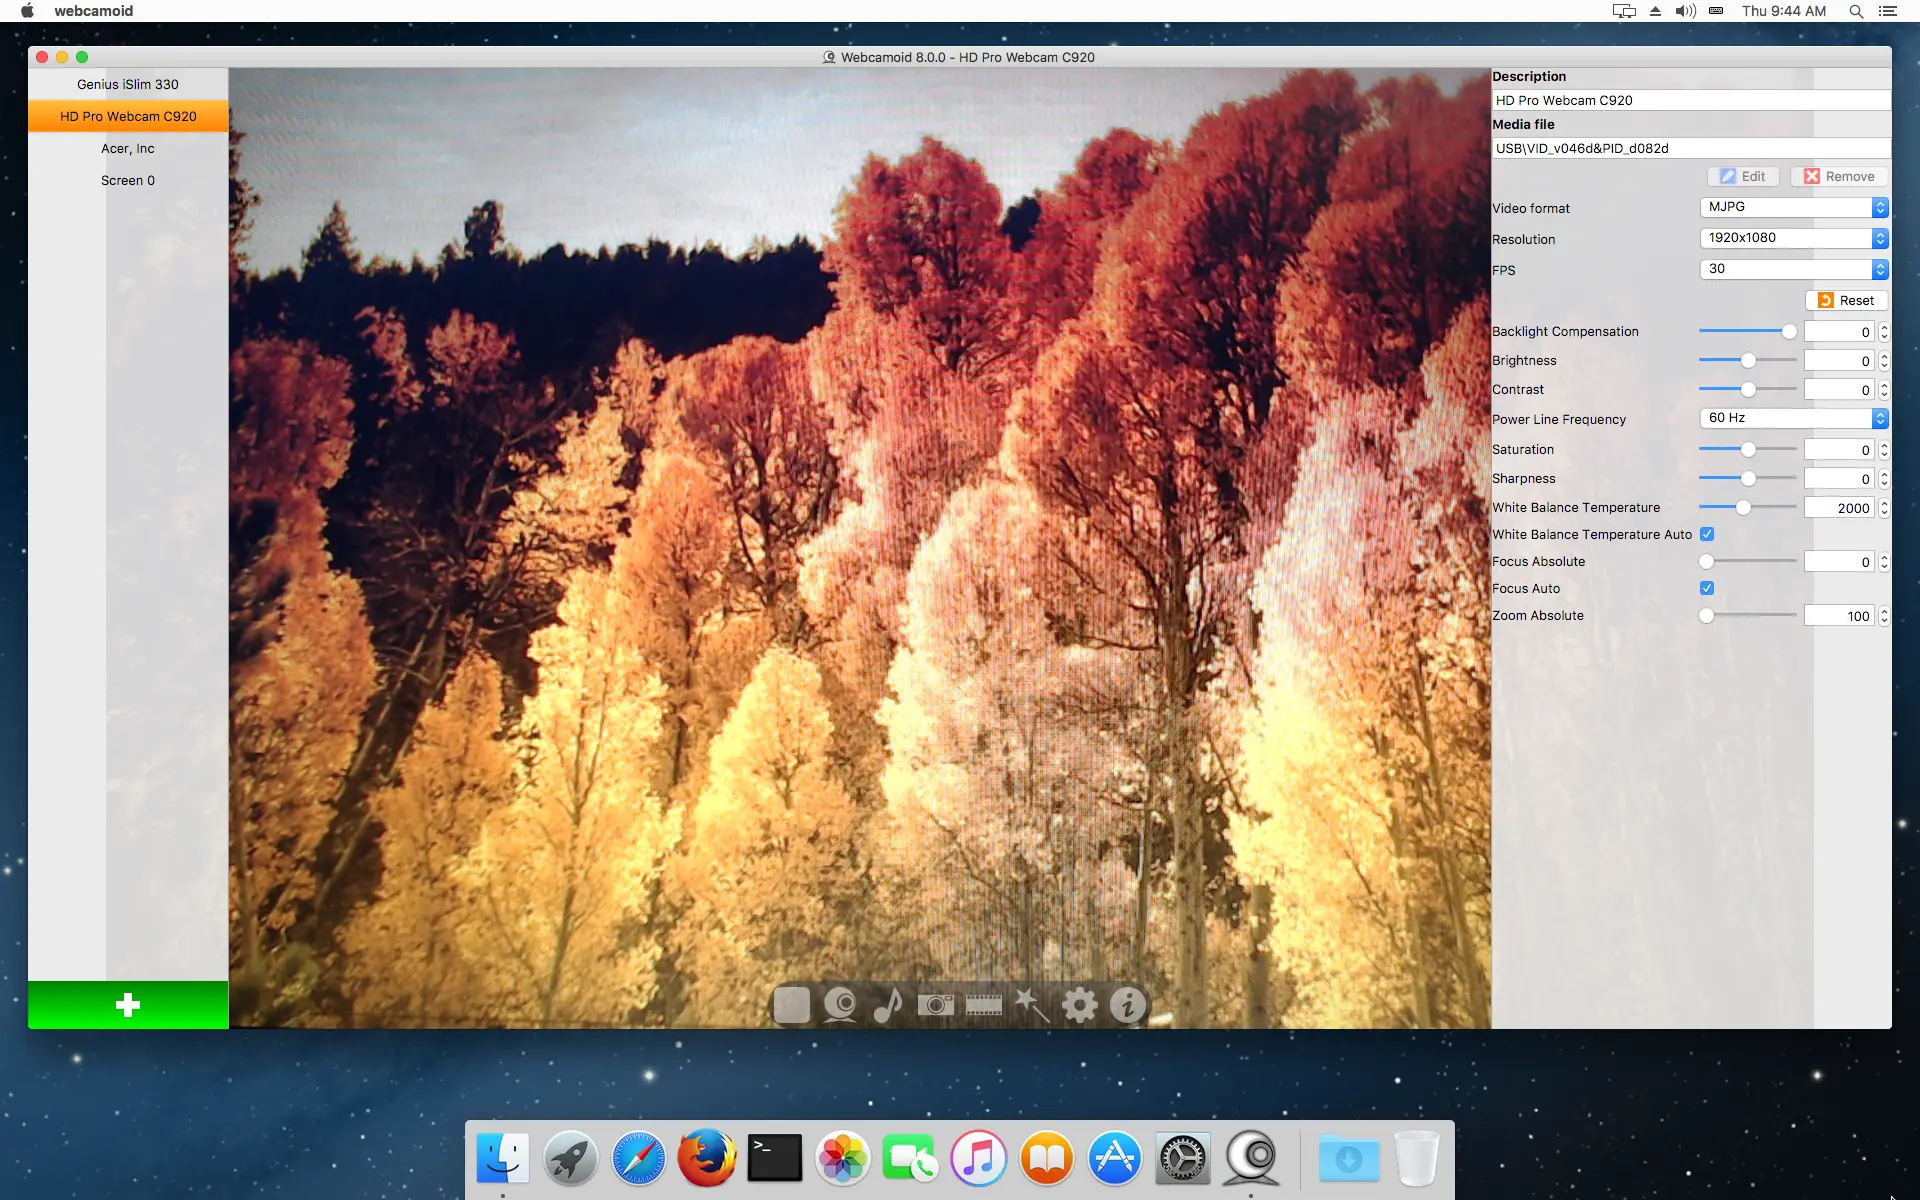 webcamoid
Thu 9:44 AM
Webcamoid 8.0.0 - HD Pro Webcam C920
Genius iSlim 330
HD Pro Webcam C920
Acer, Inc
Screen 0
Description
HD Pro Webcam C920
Media file
USB\VID_v046d&PID_d082d
Edit
Remove
Video format
MJPG
Resolution
1920x1080
FPS
30
Reset
Backlight Compensation
0
Brightness
0
Contrast
0
Power Line Frequency
60 Hz
Saturation
0
Sharpness
0
White Balance Temperature
2000
White Balance Temperature Auto
Focus Absolute
0
Focus Auto
Zoom Absolute
100
>_